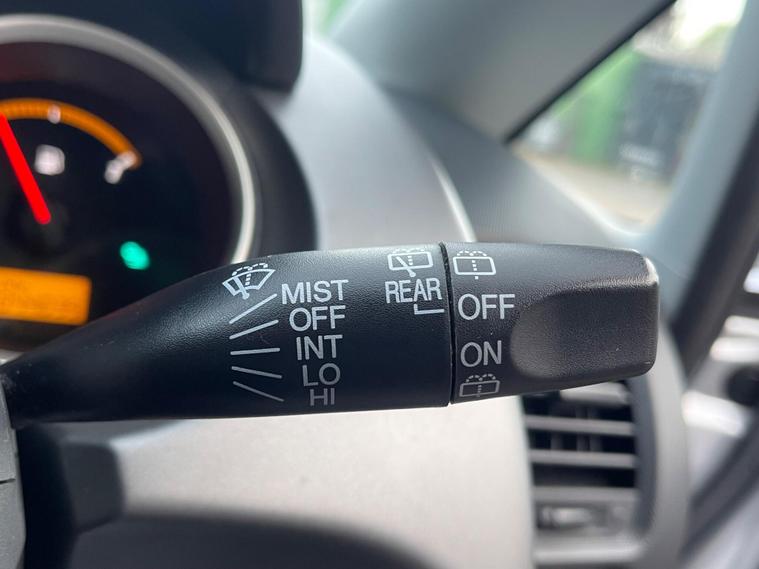 MIST
OFF
INT
LO
HI
REAR
OFF
ON